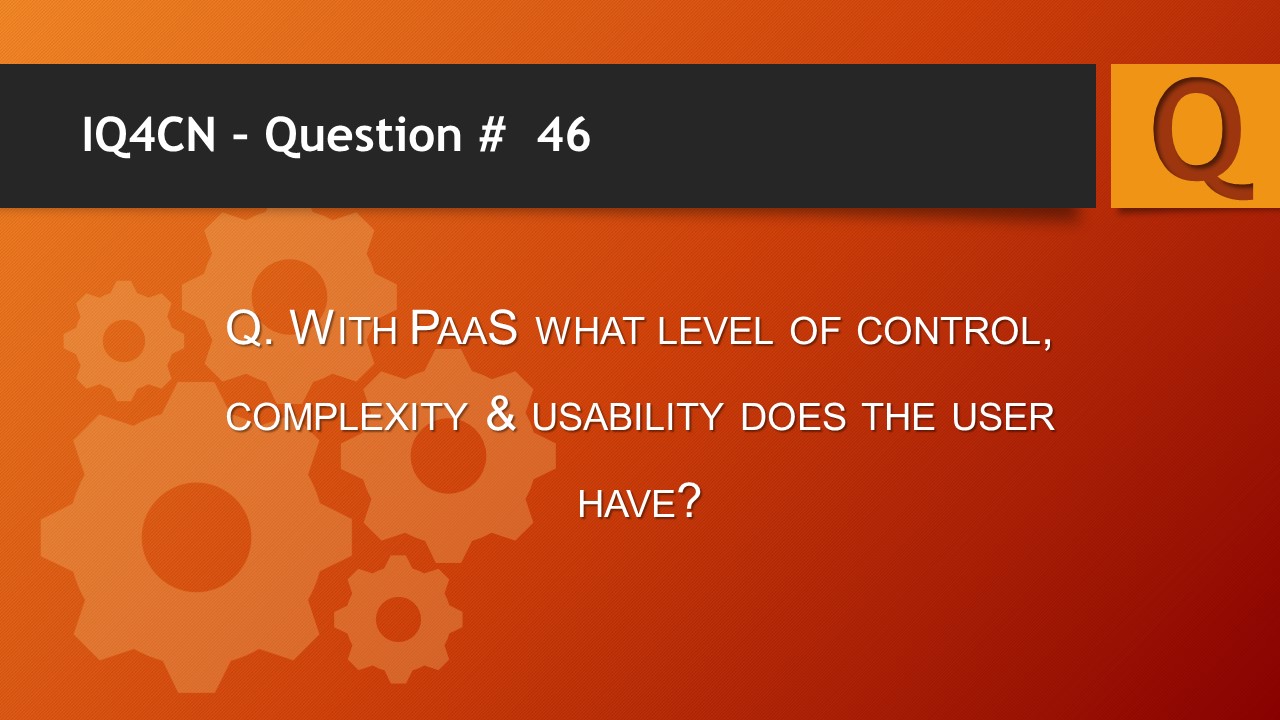 IQ4CN – Question # 46
Q
Q. With PaaS what level of control,
complexity & usability does the user
have?